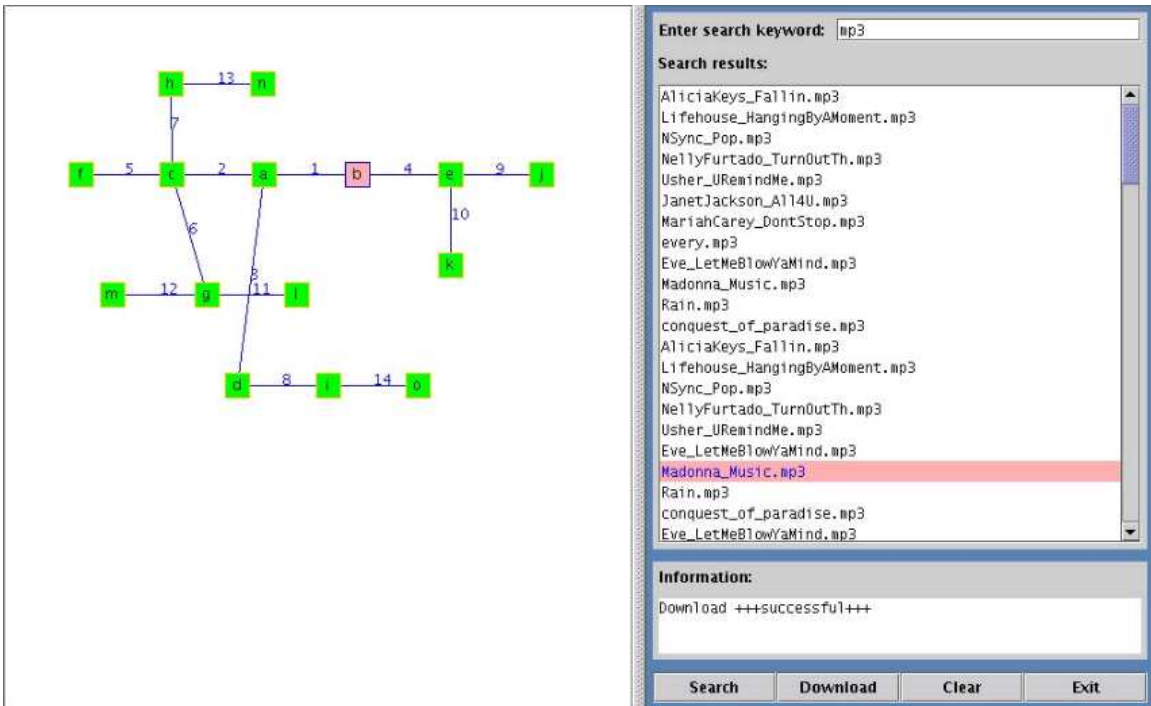 h 13 n
7
f 5 c 2 a 1 b 4 e 9 j
6
10
k
3
m 12 g 11 l
d 8 i 14 o
Enter search keyword: mp3
Search results:
AliciaKeys_Fallin.mp3
Lifehouse_HangingByAMoment.mp3
NSync_Pop.mp3
NellyFurtado_TurnOutTh.mp3
Usher_URemindMe.mp3
JanetJackson_All4U.mp3
MariahCarey_DontStop.mp3
every.mp3
Eve_LetMeBlowYaMind.mp3
Madonna_Music.mp3
Rain.mp3
conquest_of_paradise.mp3
AliciaKeys_Fallin.mp3
Lifehouse_HangingByAMoment.mp3
NSync_Pop.mp3
NellyFurtado_TurnOutTh.mp3
Usher_URemindMe.mp3
Eve_LetMeBlowYaMind.mp3
Madonna_Music.mp3
Rain.mp3
conquest_of_paradise.mp3
Eve_LetMeBlowYaMind.mp3
Information:
Download +++successful+++
Search Download Clear Exit